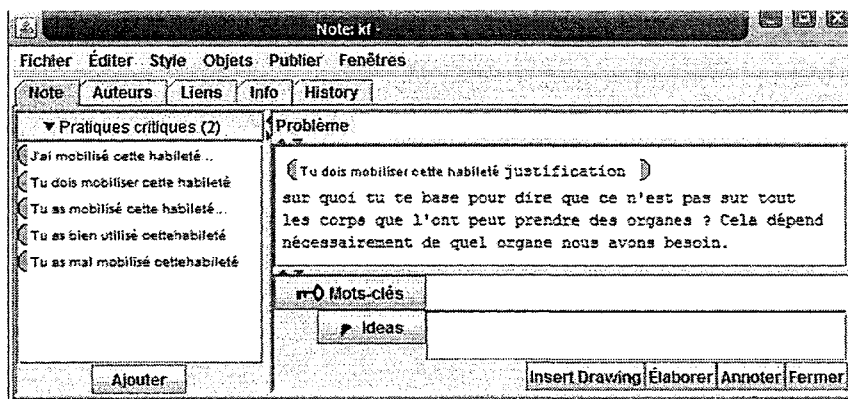 Note: kf -
Fichier Éditer Style Objets Publier Fenêtres
Note Auteurs Liens Info History
▼ Pratiques critiques (2)
J'ai mobilisé cette habileté ..
Tu dois mobiliser cette habileté
Tu as mobilisé cette habileté...
Tu as bien utilisé cettehabileté
Tu as mal mobilisé cettehabileté
Ajouter
Problème
Tu dois mobiliser cette habileté justification
sur quoi tu te base pour dire que ce n'est pas sur tout
les corps que l'ont peut prendre des organes ? Cela dépend
nécessairement de quel organe nous avons besoin.
Mots-clés
Ideas
Insert Drawing Élaborer Annoter Fermer